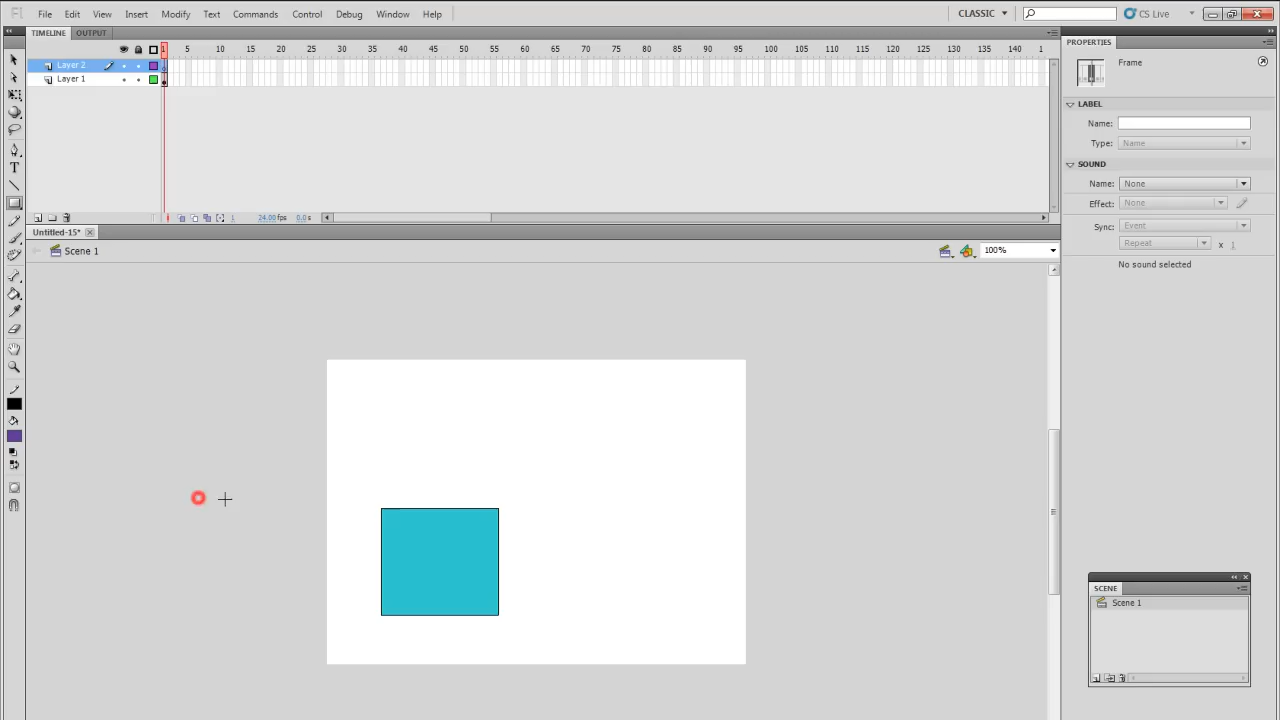 Fl File Edit View Insert Modify Text Commands Control Debug Window Help CLASSIC CS Live
TIMELINE OUTPUT
1 5 10 15 20 25 30 35 40 45 50 55 60 65 70 75 80 85 90 95 100 105 110 115 120 125 130 135 140 1
Layer 2
Layer 1
1 24.00 fps 0.0 s
Untitled-15*
Scene 1 100%
PROPERTIES
Frame
LABEL
Name:
Type: Name
SOUND
Name: None
Effect: None
Sync: Event
Repeat x 1
No sound selected
SCENE
Scene 1
T